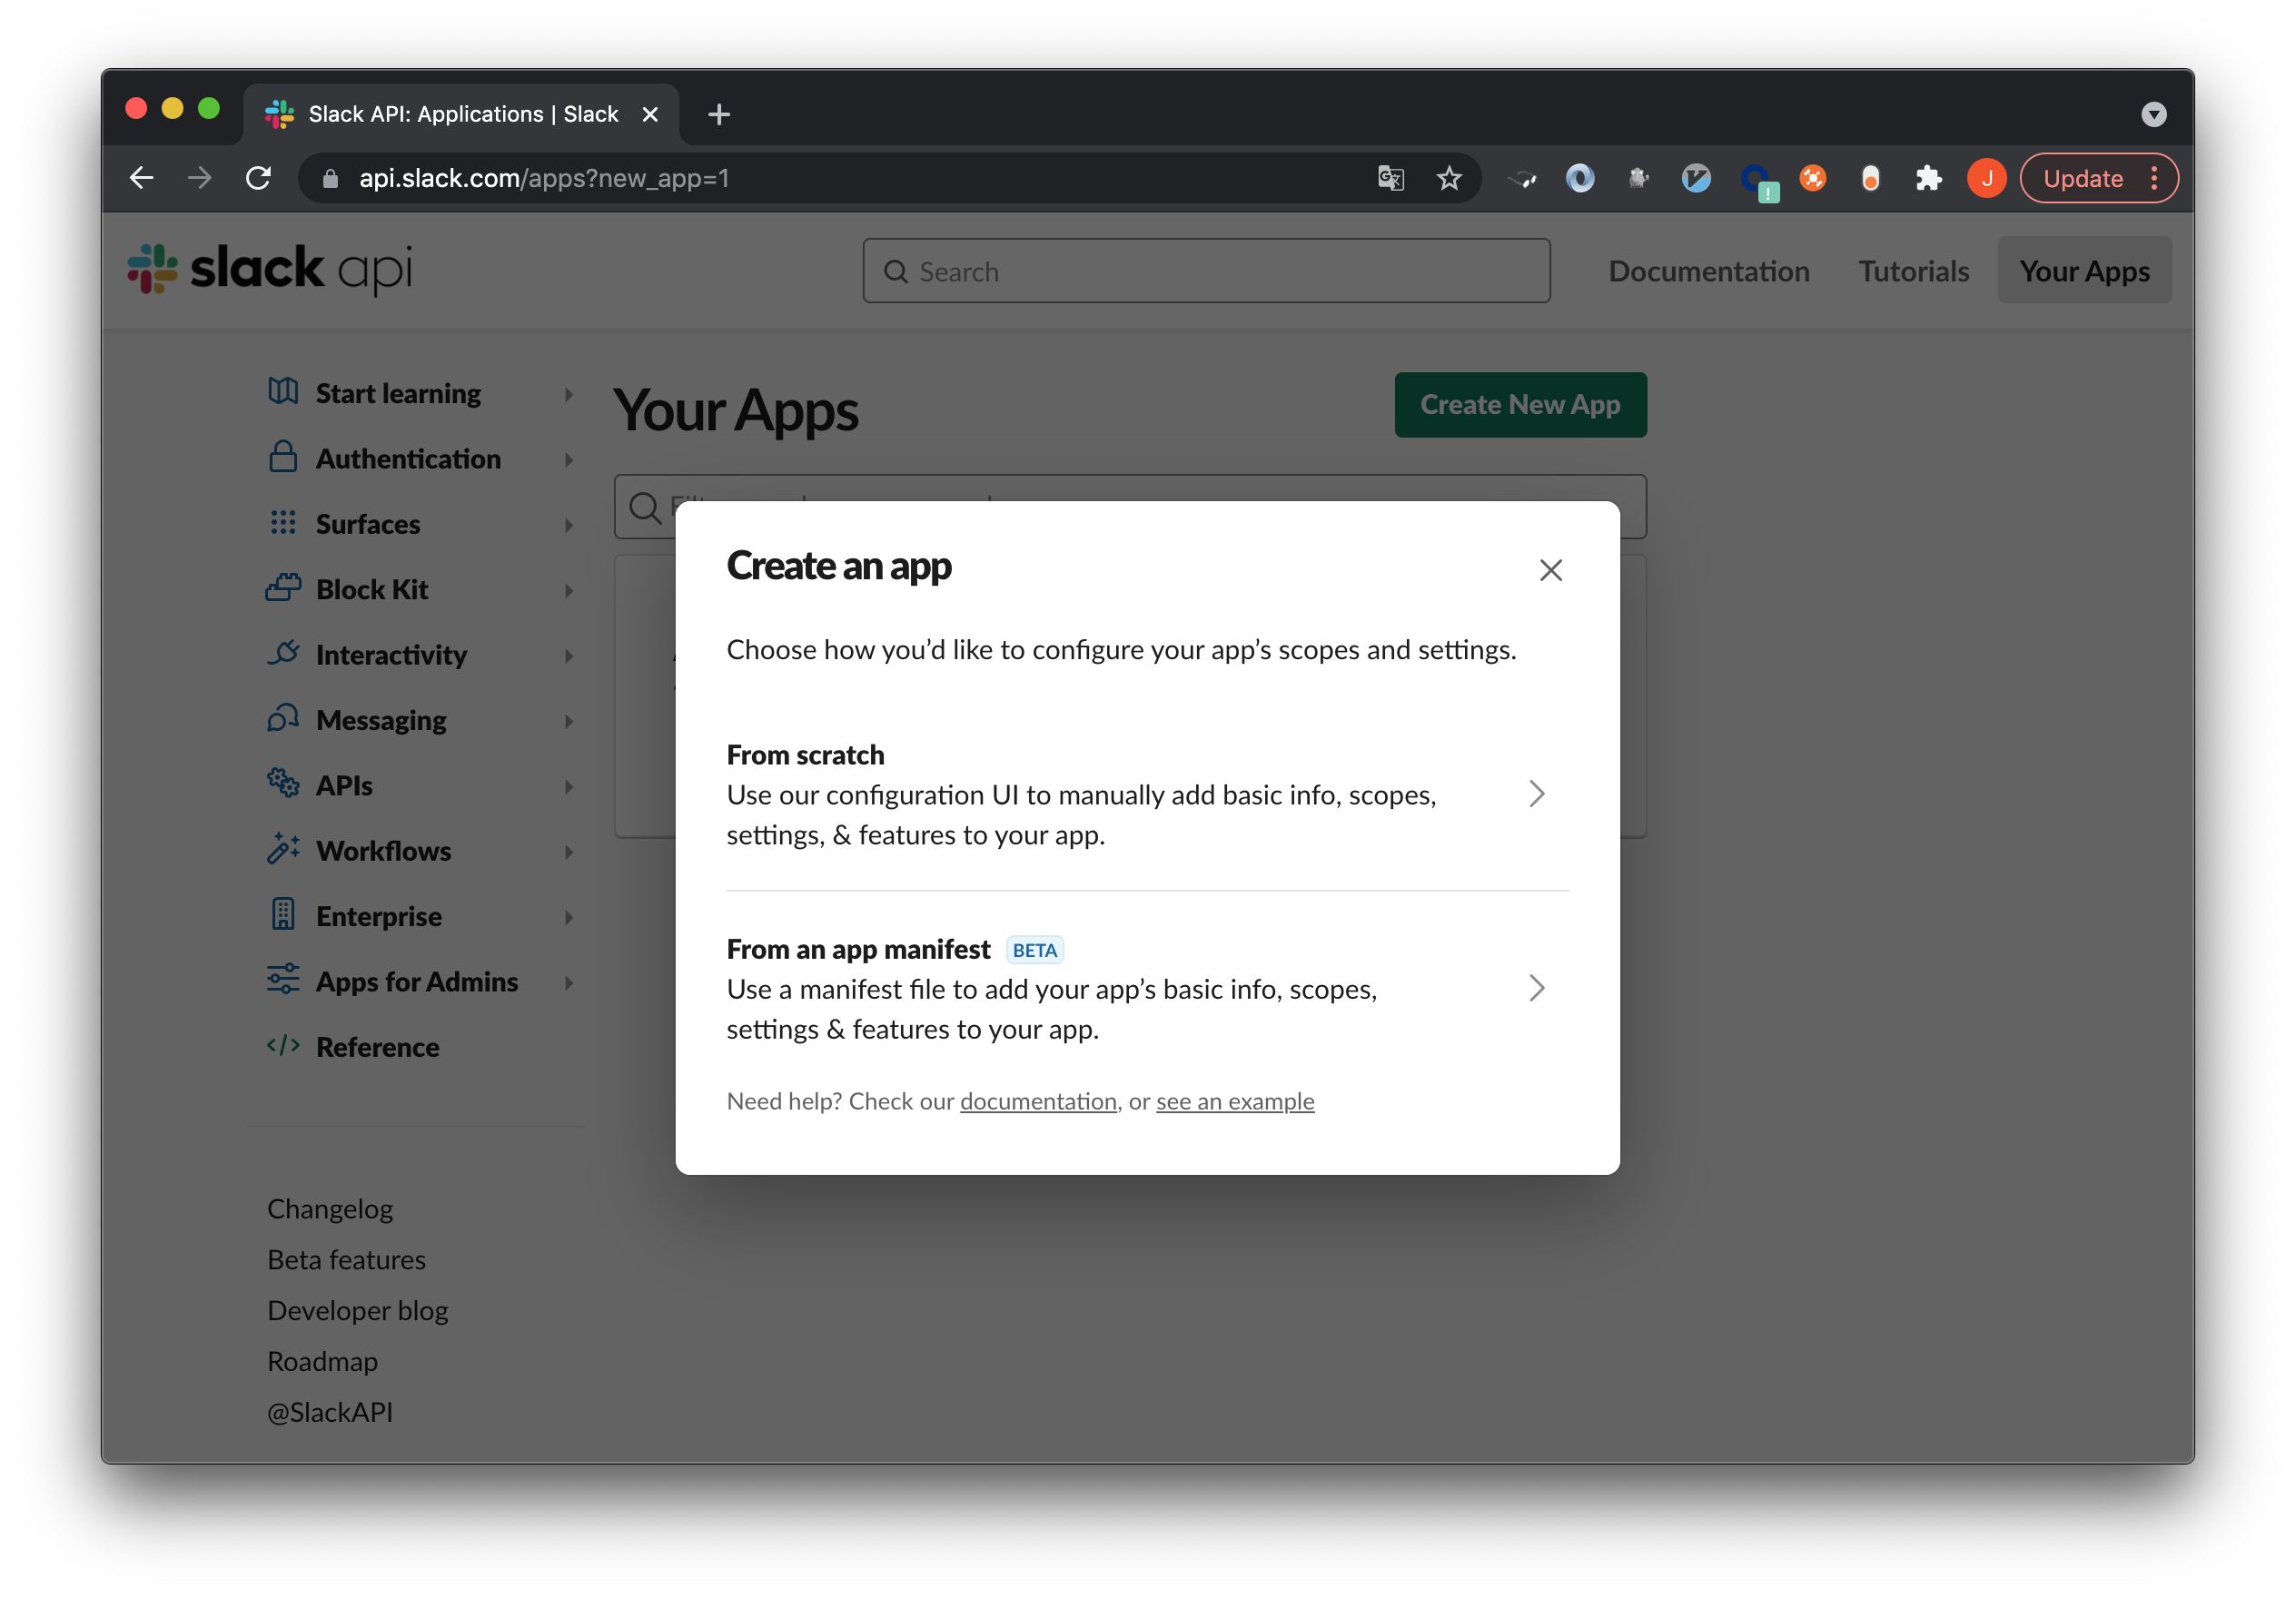 Slack API: Applications | Slack
api.slack.com/apps?new_app=1
J
Update
slack api
Search
Documentation
Tutorials
Your Apps
Start learning
Authentication
Surfaces
Block Kit
Interactivity
Messaging
APIs
Workflows
Enterprise
Apps for Admins
Reference
Changelog
Beta features
Developer blog
Roadmap
@SlackAPI
Your Apps
Create New App
Create an app
Choose how you’d like to configure your app’s scopes and settings.
From scratch
Use our configuration UI to manually add basic info, scopes,
settings, & features to your app.
From an app manifest BETA
Use a manifest file to add your app’s basic info, scopes,
settings & features to your app.
Need help? Check our documentation, or see an example